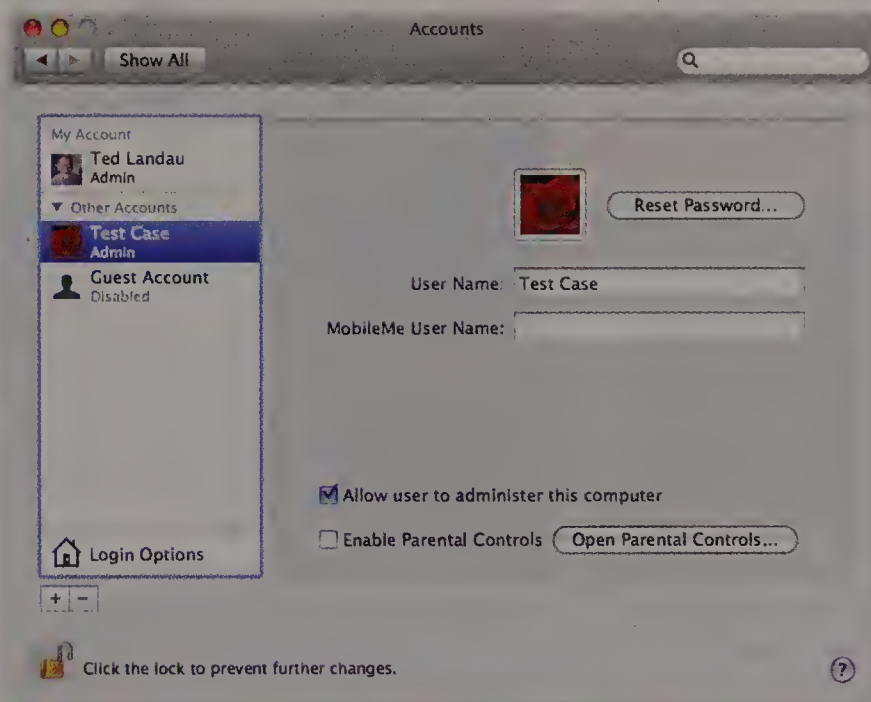 Accounts
Show All
My Account
Ted Landau
Admin
Other Accounts
Test Case
Admin
Guest Account
Disabled
Login Options
Reset Password...
User Name: Test Case
MobileMe User Name:
Allow user to administer this computer
Enable Parental Controls Open Parental Controls...
+ −
Click the lock to prevent further changes. ?